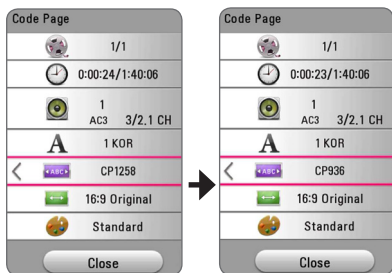 Code Page
1/1
0:00:24/1:40:06
1
AC3 3/2.1 CH
A 1 KOR
ABC CP1258
16:9 Original
Standard
Close
Code Page
1/1
0:00:23/1:40:06
1
AC3 3/2.1 CH
A 1 KOR
ABC CP936
16:9 Original
Standard
Close